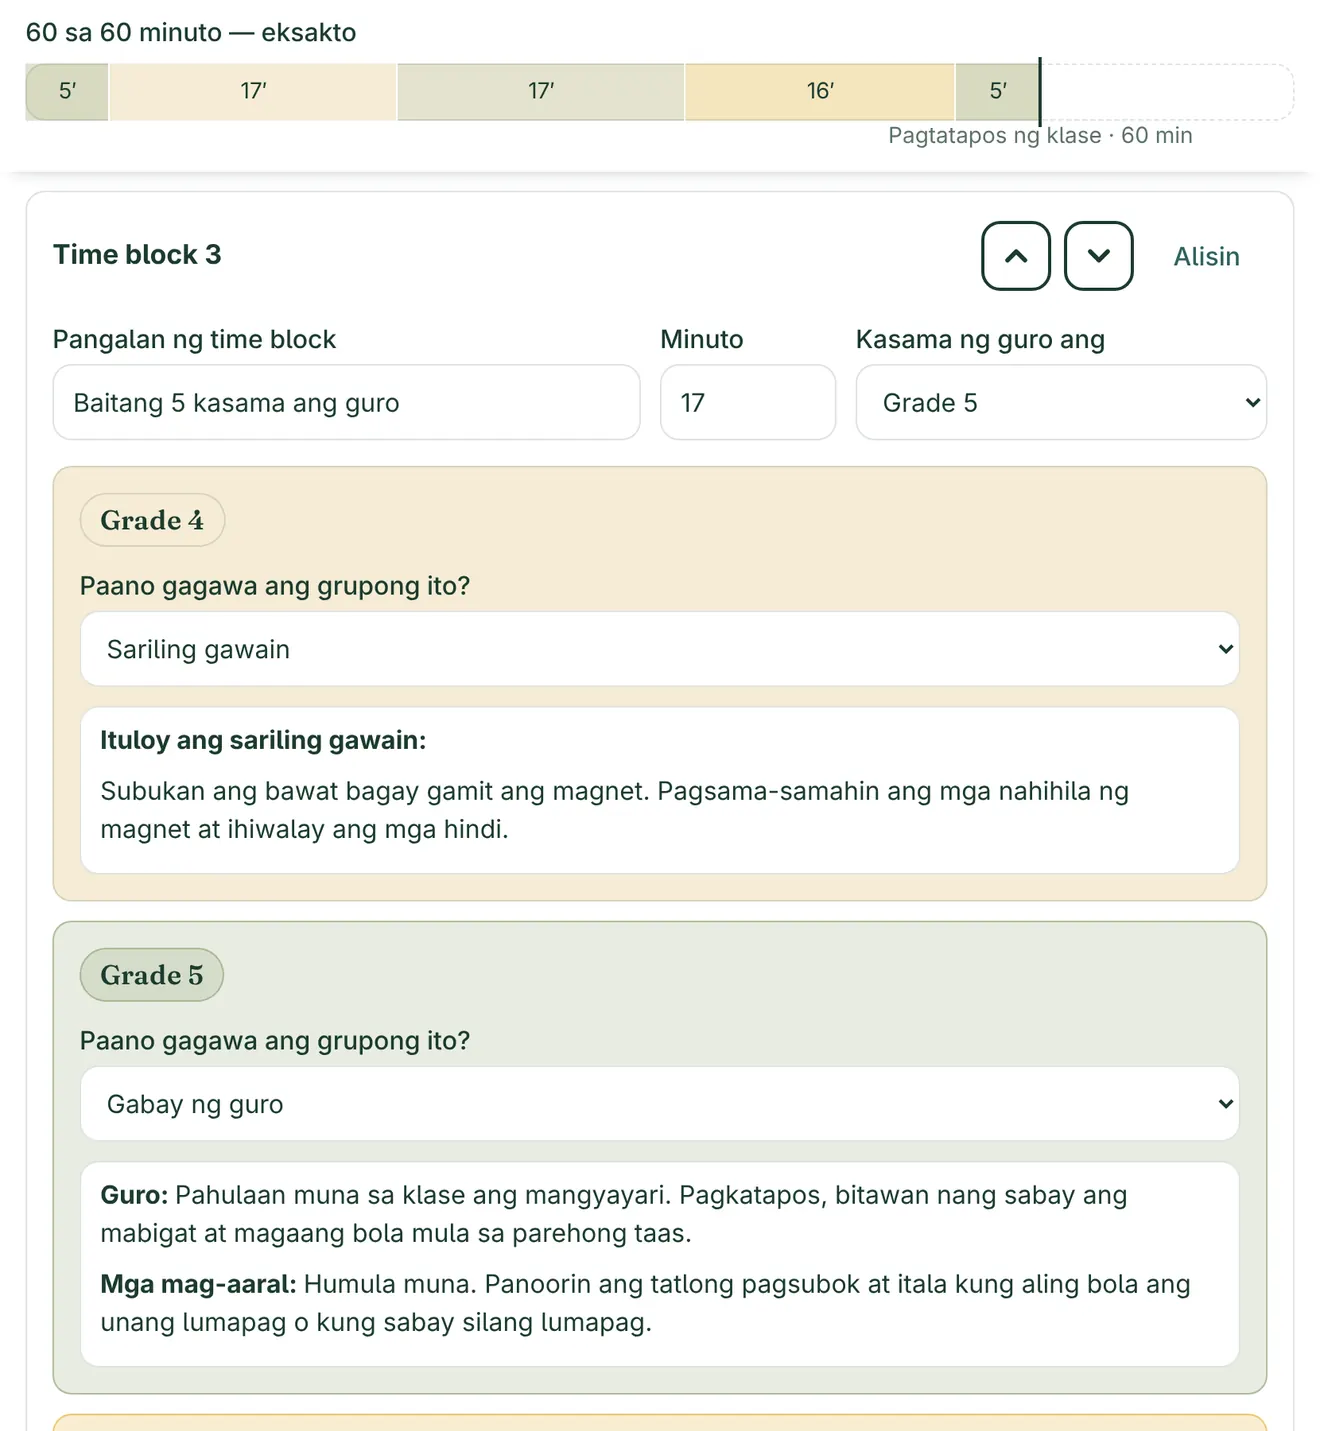 60 sa 60 minuto — eksakto
5′
17′
17′
16′
5′
Pagtatapos ng klase · 60 min
Time block 3
Alisin
Pangalan ng time block
Minuto
Kasama ng guro ang
Baitang 5 kasama ang guro
17
Grade 5
Grade 4
Paano gagawa ang grupong ito?
Sariling gawain
Ituloy ang sariling gawain:
Subukan ang bawat bagay gamit ang magnet. Pagsama-samahin ang mga nahihila ng
magnet at ihiwalay ang mga hindi.
Grade 5
Paano gagawa ang grupong ito?
Gabay ng guro
Guro: Pahulaan muna sa klase ang mangyayari. Pagkatapos, bitawan nang sabay ang
mabigat at magaang bola mula sa parehong taas.
Mga mag-aaral: Humula muna. Panoorin ang tatlong pagsubok at itala kung aling bola ang
unang lumapag o kung sabay silang lumapag.